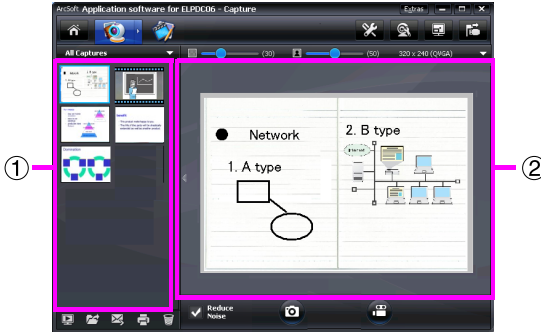 ArcSoft Application software for ELPDC06 - Capture
Extras
All Captures
(30)
(50)
320 x 240 (QVGA)
1
2
Network
1. A type
2. B type
Reduce
Noise